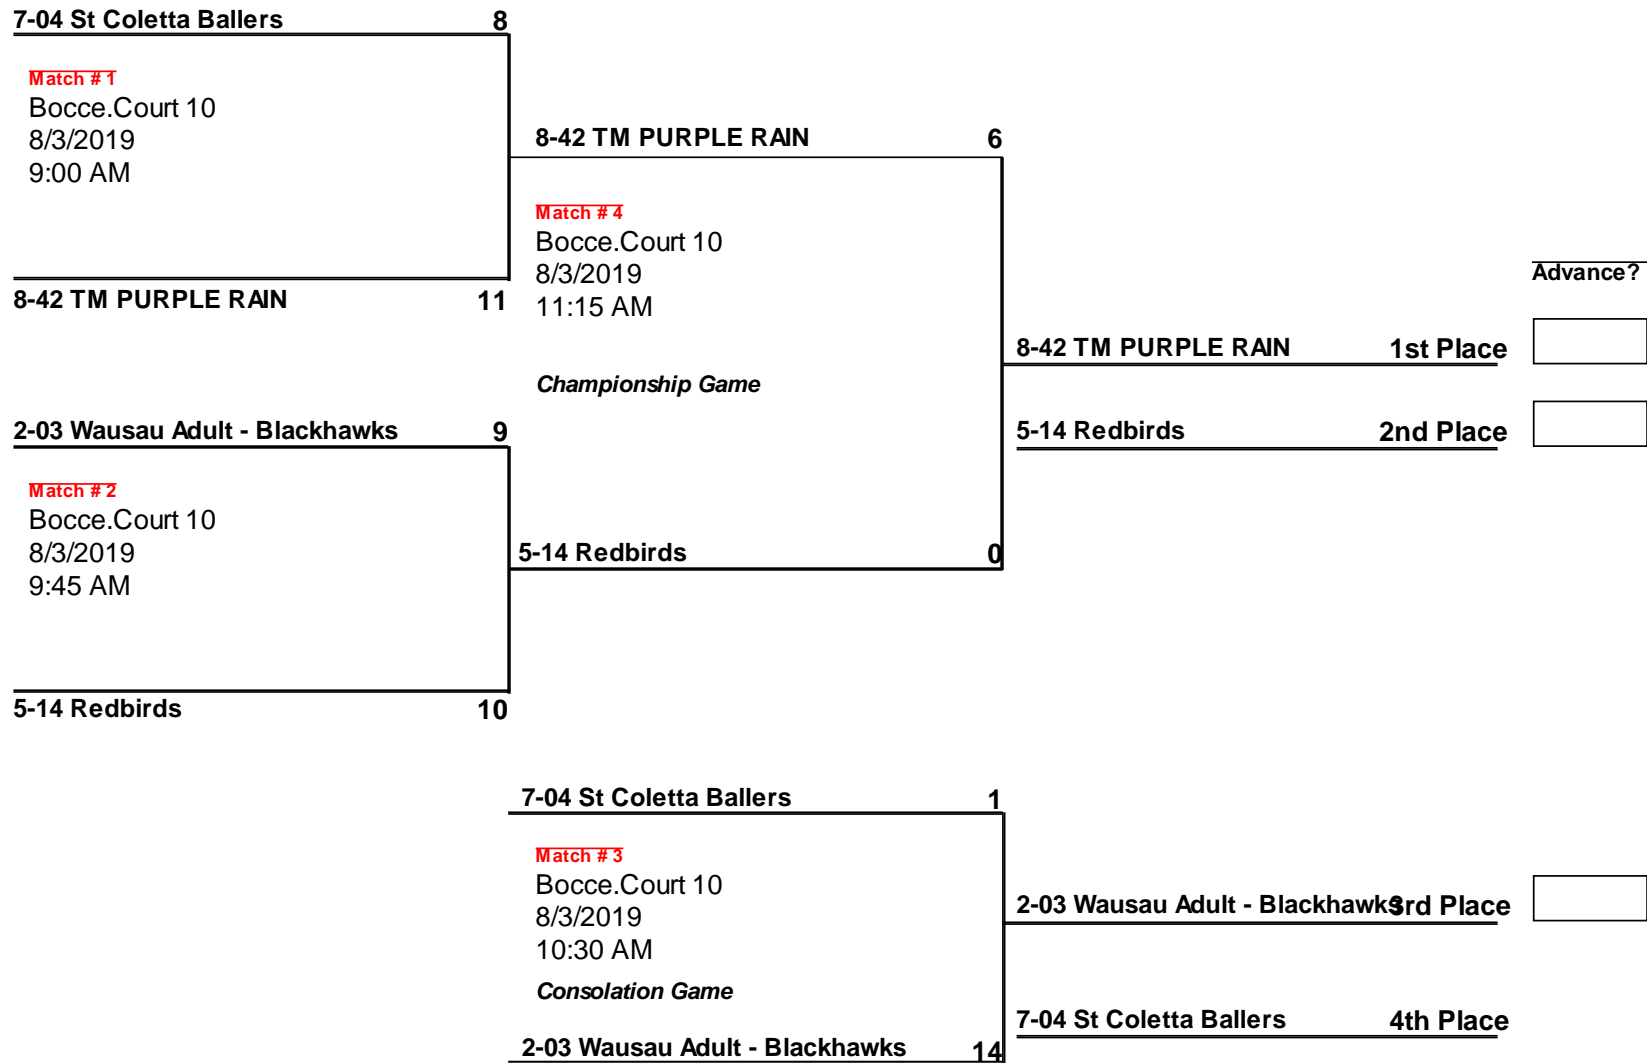 7-04 St Coletta Ballers 8
Match # 1
Bocce.Court 10
8/3/2019
9:00 AM
8-42 TM PURPLE RAIN 11
2-03 Wausau Adult - Blackhawks 9
Match # 2
Bocce.Court 10
8/3/2019
9:45 AM
5-14 Redbirds 10
8-42 TM PURPLE RAIN 6
Match # 4
Bocce.Court 10
8/3/2019
11:15 AM
Championship Game
5-14 Redbirds 0
Advance?
8-42 TM PURPLE RAIN 1st Place
5-14 Redbirds 2nd Place
7-04 St Coletta Ballers 1
Match # 3
Bocce.Court 10
8/3/2019
10:30 AM
Consolation Game
2-03 Wausau Adult - Blackhawks 14
2-03 Wausau Adult - Blackhawks 3rd Place
7-04 St Coletta Ballers 4th Place